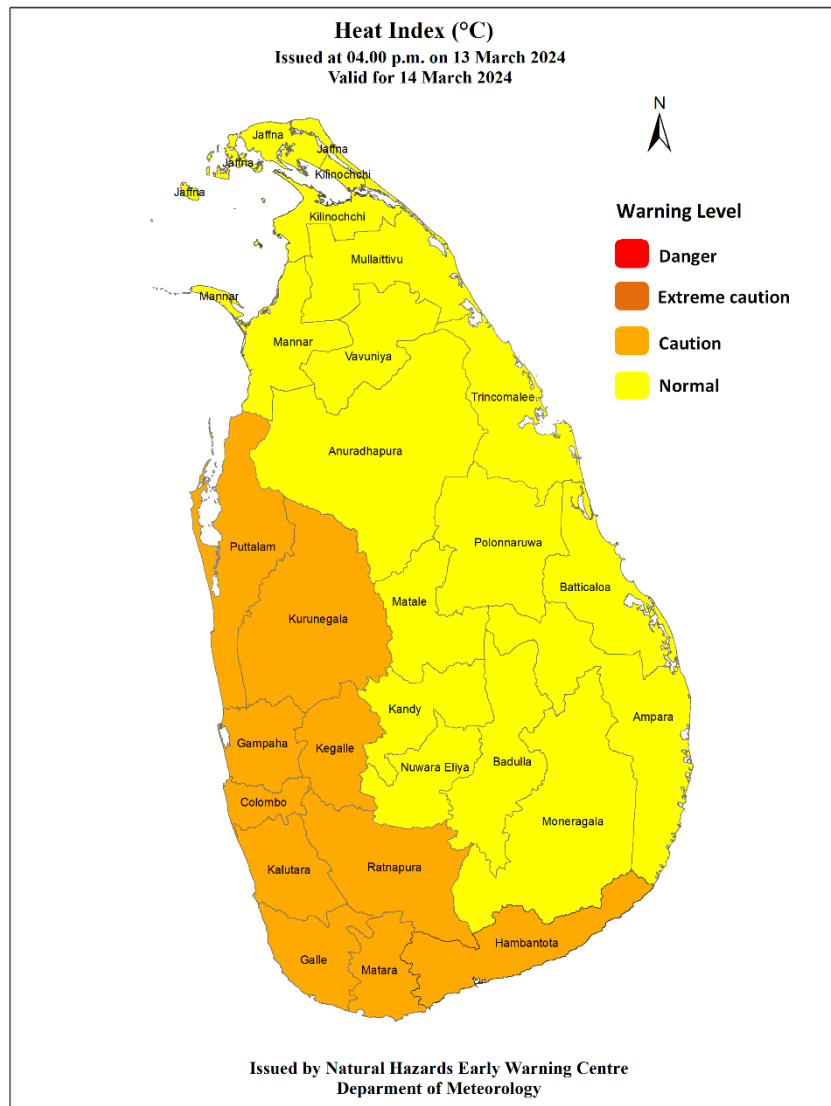 Heat Index (°C)
Issued at 04.00 p.m. on 13 March 2024
Valid for 14 March 2024
N
Jaffna
Jaffna
Jaffna
Kilinochchi
Jaffna
Kilinochchi
Warning Level
Mullaittivu
Danger
Mannar
Extreme caution
Mannar
Caution
Vavuniya
Normal
Trincomalee
Anuradhapura
Puttalam
Polonnaruwa
Batticaloa
Matale
Kurunegala
Kandy
Ampara
Gampaha
Kegalle
Nuwara Eliya
Badulla
Colombo
Moneragala
Kalutara
Ratnapura
Hambantota
Galle
Matara
Issued by Natural Hazards Early Warning Centre
Deparment of Meteorology